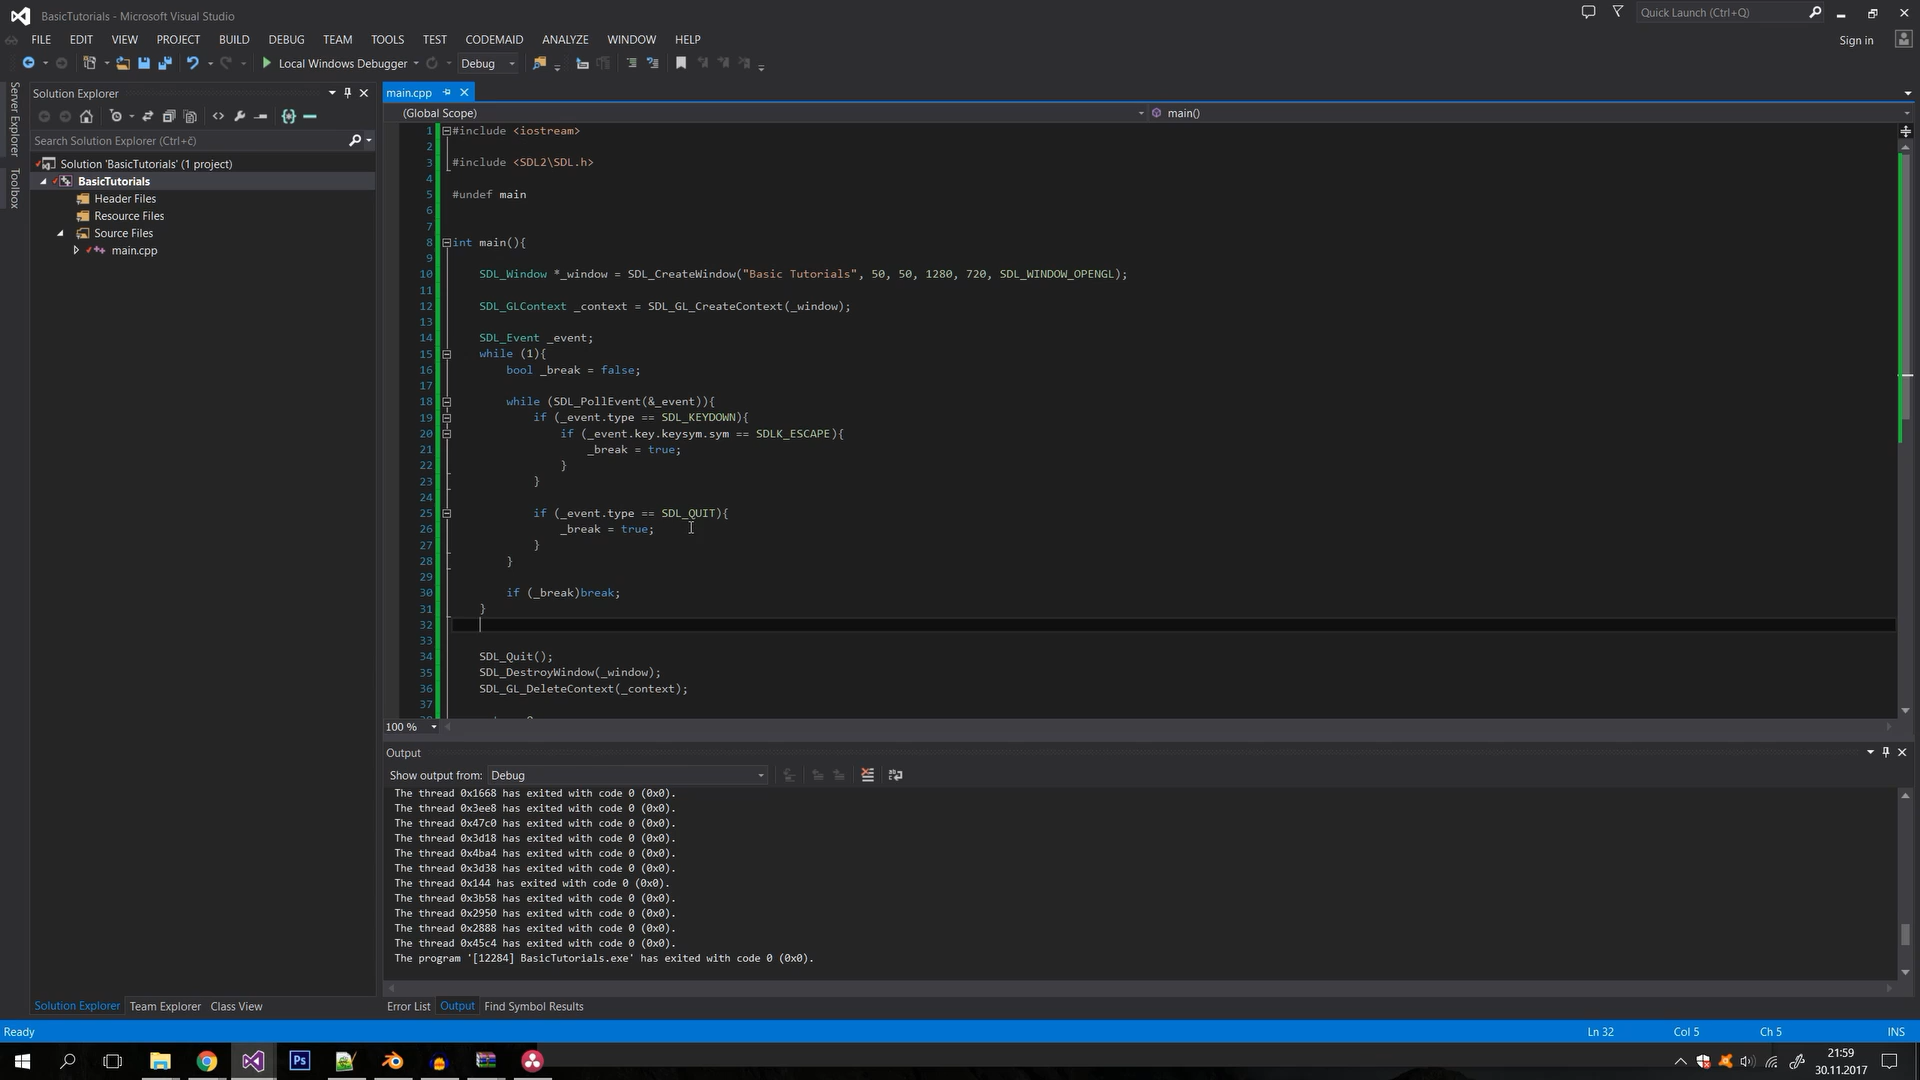 BasicTutorials - Microsoft Visual Studio
Quick Launch (Ctrl+Q)
FILE EDIT VIEW PROJECT BUILD DEBUG TEAM TOOLS TEST CODEMAID ANALYZE WINDOW HELP
Sign in
Local Windows Debugger
Debug
Server Explorer
Toolbox
Solution Explorer
Search Solution Explorer (Ctrl+č)
Solution 'BasicTutorials' (1 project)
BasicTutorials
Header Files
Resource Files
Source Files
main.cpp
main.cpp
(Global Scope)
main()
1 #include <iostream>
2
3 #include <SDL2\SDL.h>
4
5 #undef main
6
7
8 int main(){
9
10 SDL_Window *_window = SDL_CreateWindow("Basic Tutorials", 50, 50, 1280, 720, SDL_WINDOW_OPENGL);
11
12 SDL_GLContext _context = SDL_GL_CreateContext(_window);
13
14 SDL_Event _event;
15 while (1){
16 bool _break = false;
17
18 while (SDL_PollEvent(&_event)){
19 if (_event.type == SDL_KEYDOWN){
20 if (_event.key.keysym.sym == SDLK_ESCAPE){
21 _break = true;
22 }
23 }
24
25 if (_event.type == SDL_QUIT){
26 _break = true;
27 }
28 }
29
30 if (_break)break;
31 }
32
33
34 SDL_Quit();
35 SDL_DestroyWindow(_window);
36 SDL_GL_DeleteContext(_context);
37
100 %
Output
Show output from: Debug
The thread 0x1668 has exited with code 0 (0x0).
The thread 0x3ee8 has exited with code 0 (0x0).
The thread 0x47c0 has exited with code 0 (0x0).
The thread 0x3d18 has exited with code 0 (0x0).
The thread 0x4ba4 has exited with code 0 (0x0).
The thread 0x3d38 has exited with code 0 (0x0).
The thread 0x144 has exited with code 0 (0x0).
The thread 0x3b58 has exited with code 0 (0x0).
The thread 0x2950 has exited with code 0 (0x0).
The thread 0x2888 has exited with code 0 (0x0).
The thread 0x45c4 has exited with code 0 (0x0).
The program '[12284] BasicTutorials.exe' has exited with code 0 (0x0).
Solution Explorer Team Explorer Class View
Error List Output Find Symbol Results
Ready
Ln 32 Col 5 Ch 5 INS
Ps
21:59
30.11.2017